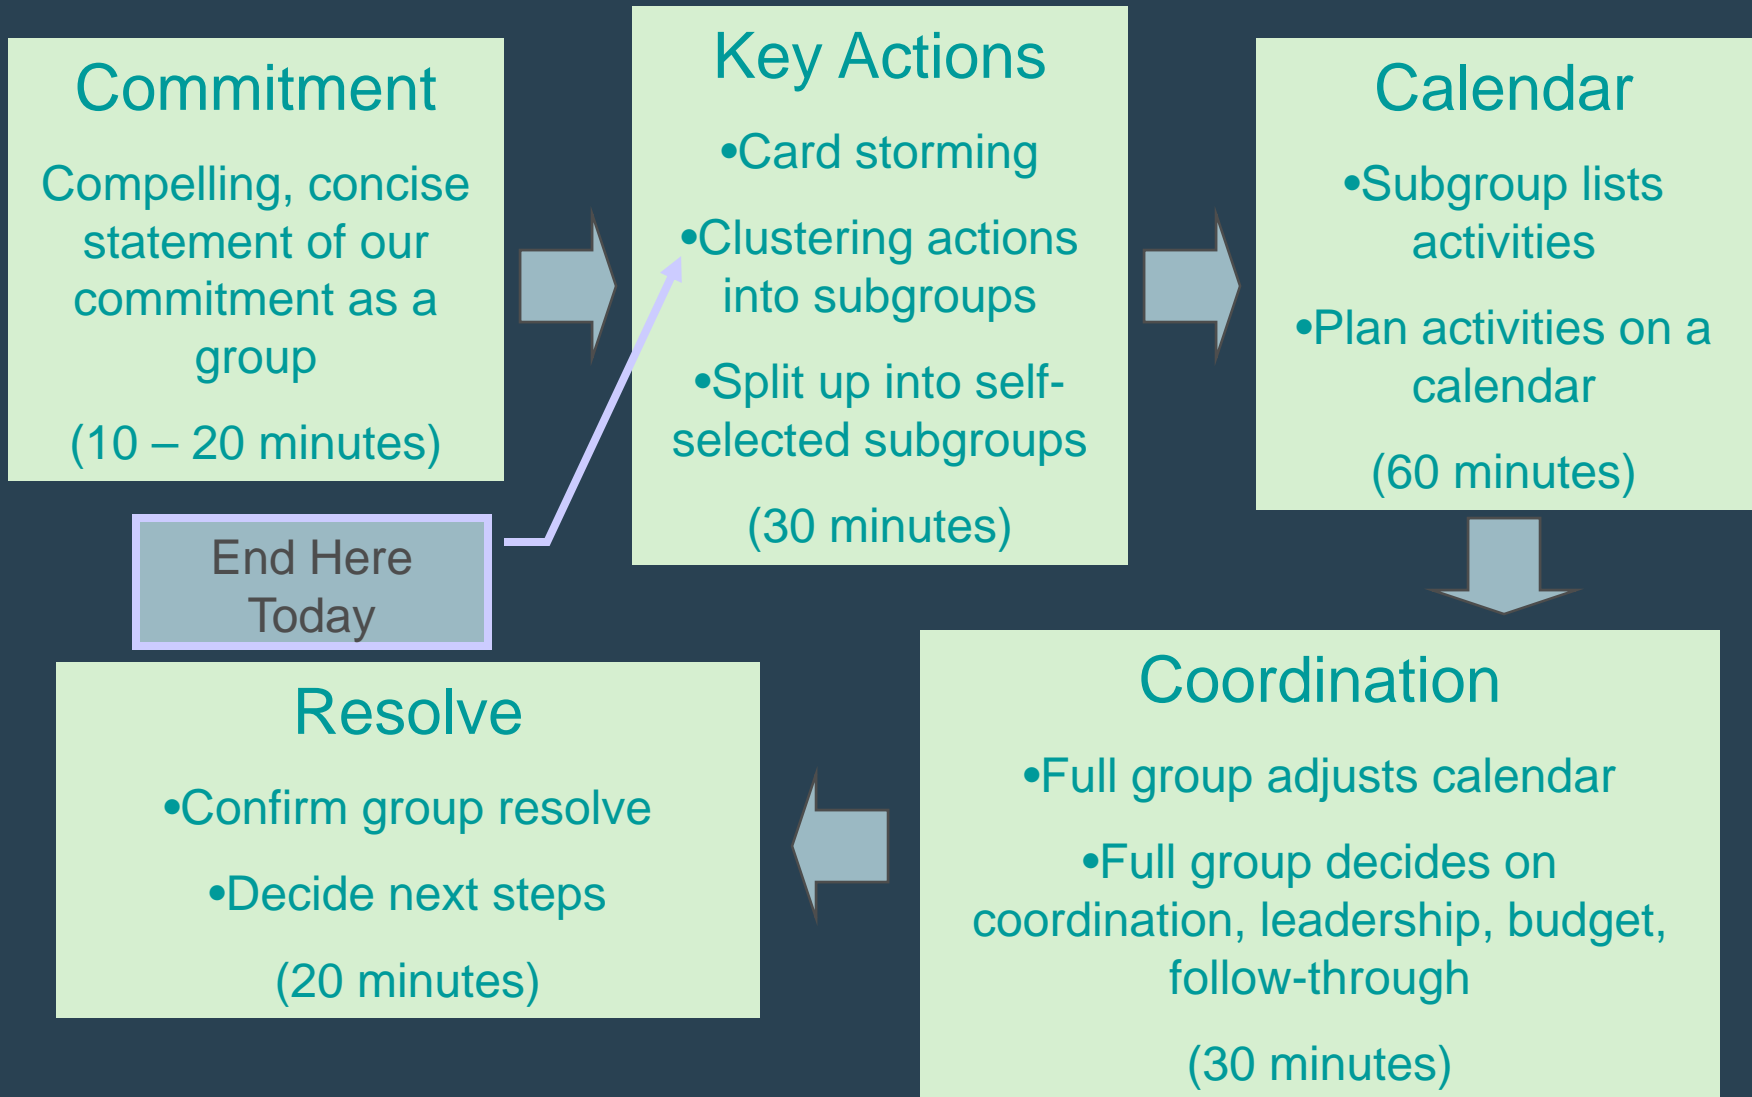 Commitment
Compelling, concise
statement of our
commitment as a
group
(10 – 20 minutes)
Key Actions
•Card storming
•Clustering actions
into subgroups
•Split up into self-
selected subgroups
(30 minutes)
Calendar
•Subgroup lists
activities
•Plan activities on a
calendar
(60 minutes)
End Here
Today
Resolve
•Confirm group resolve
•Decide next steps
(20 minutes)
Coordination
•Full group adjusts calendar
•Full group decides on
coordination, leadership, budget,
follow-through
(30 minutes)